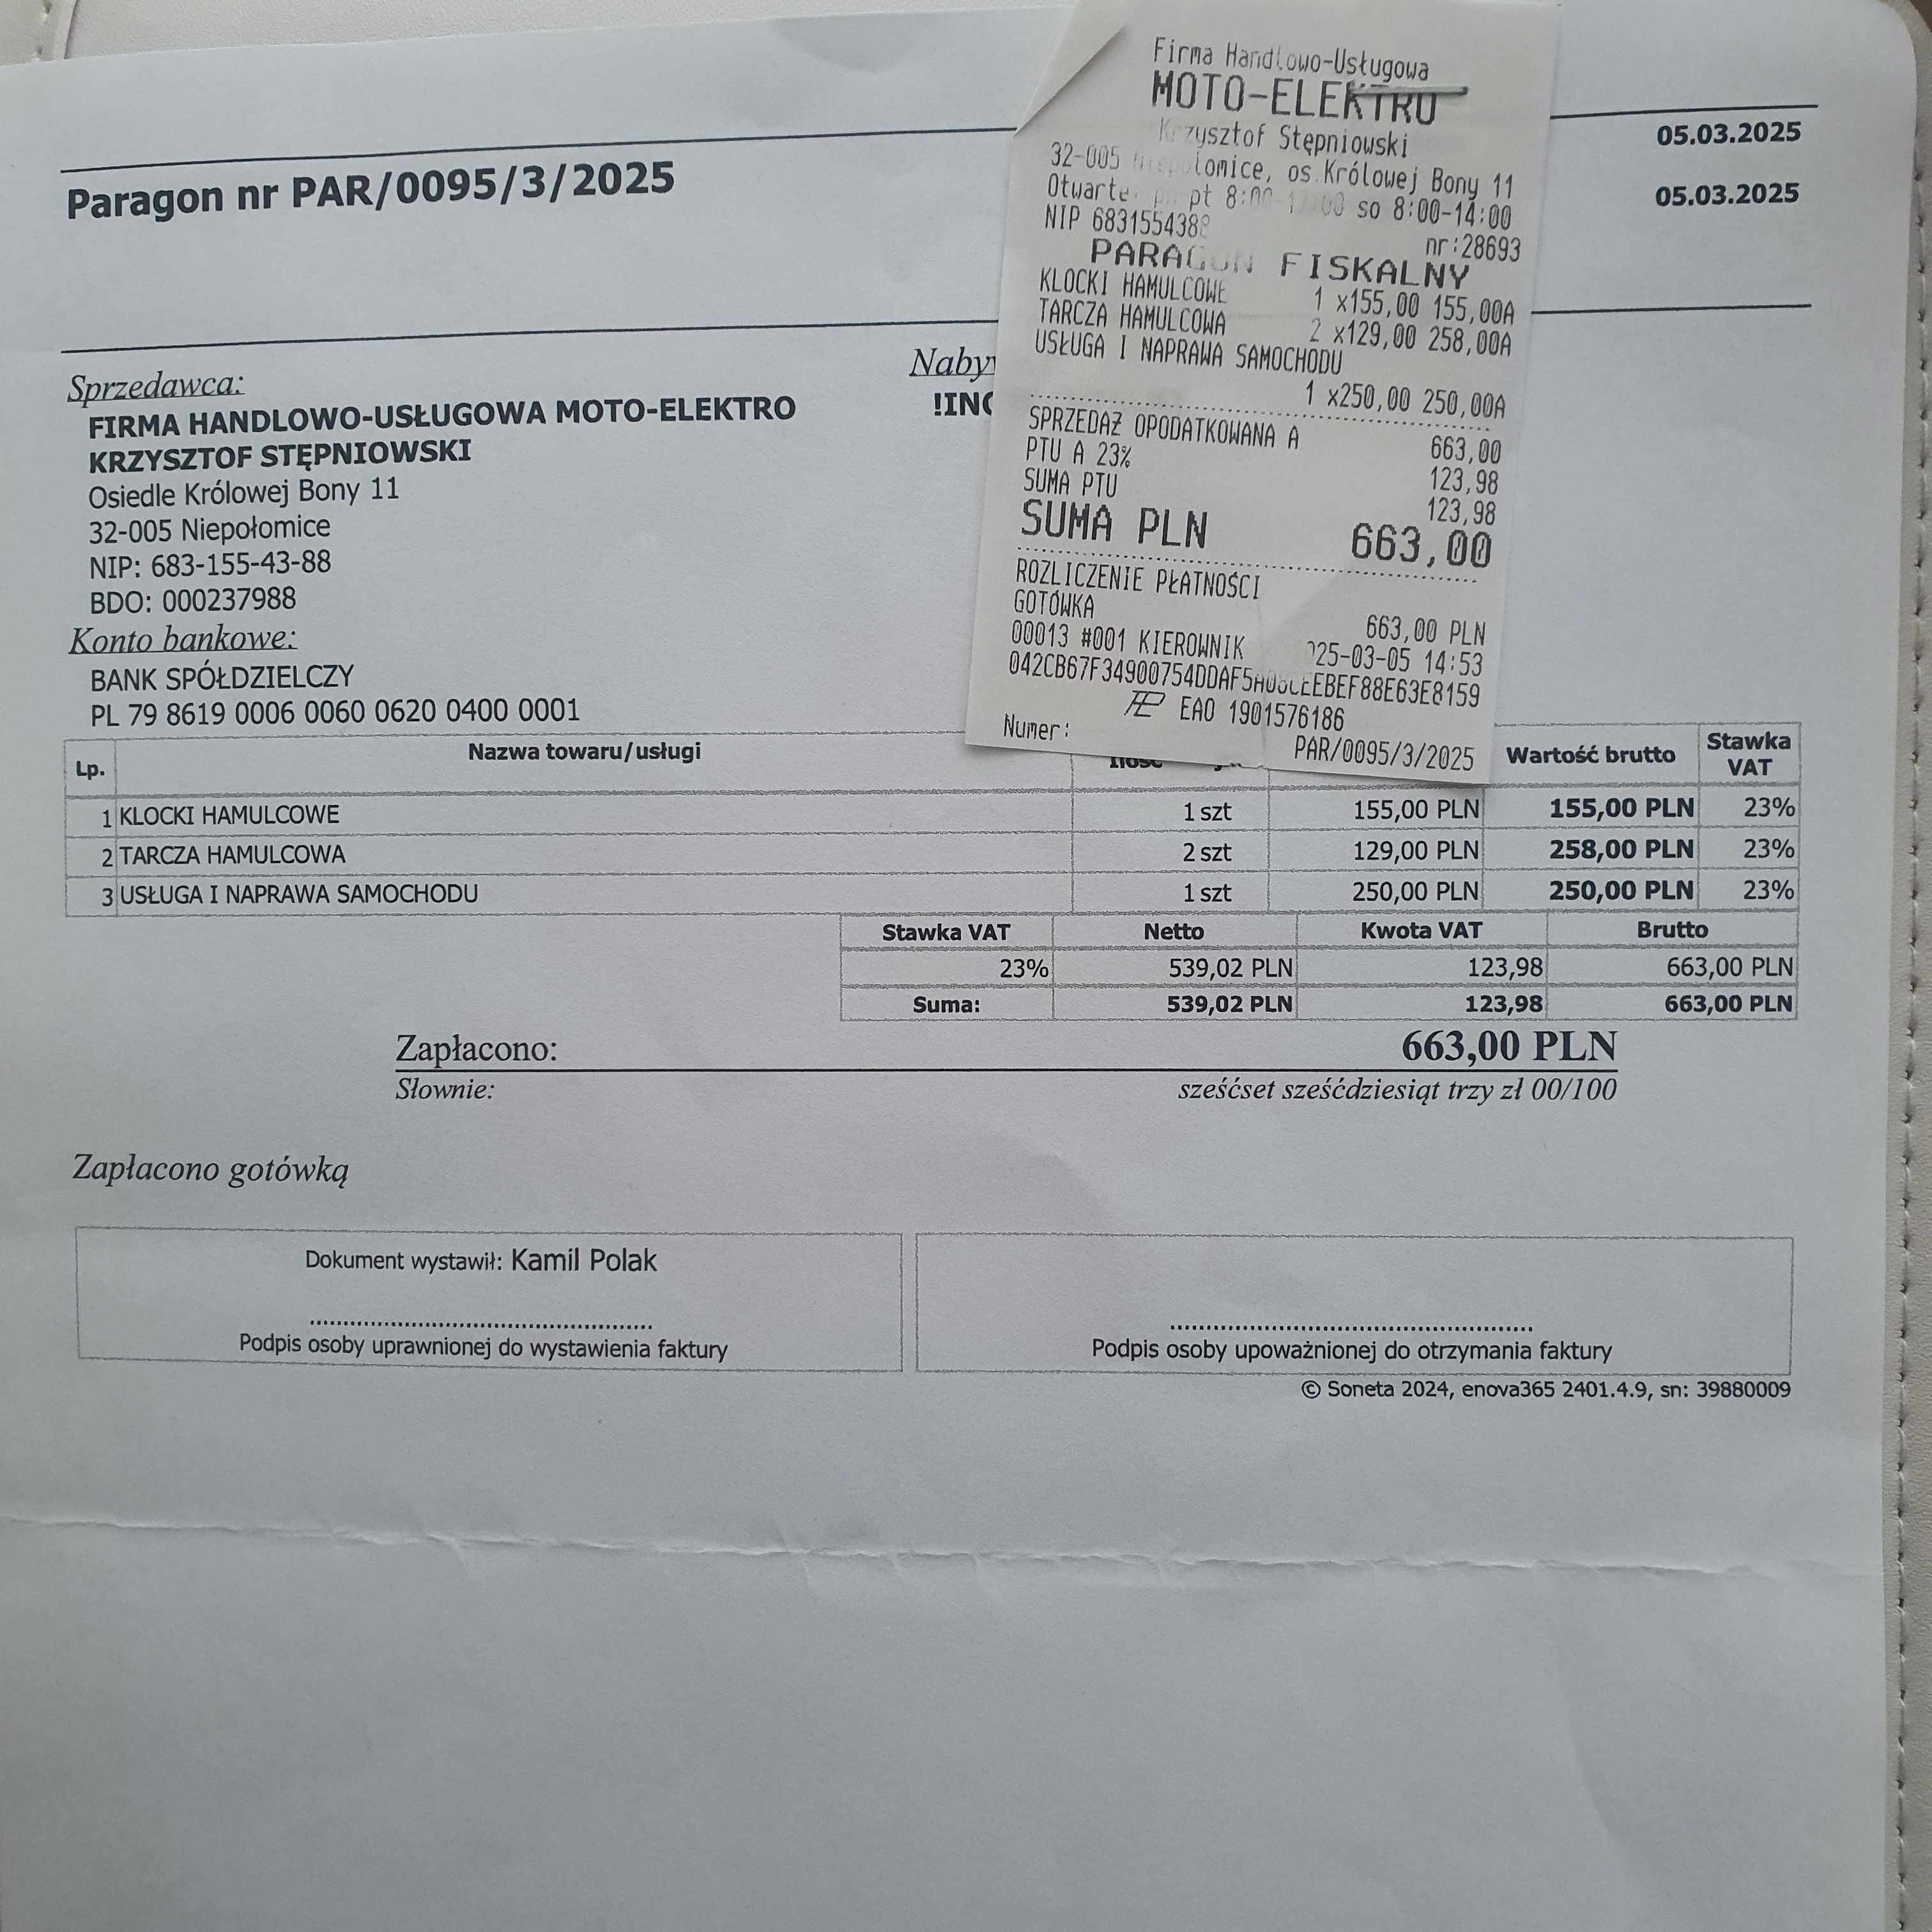 05.03.2025
Paragon nr PAR/0095/3/2025
05.03.2025
Sprzedawca:
FIRMA HANDLOWO-USŁUGOWA MOTO-ELEKTRO
KRZYSZTOF STĘPNIOWSKI
Osiedle Królowej Bony 11
32-005 Niepołomice
NIP: 683-155-43-88
BDO: 000237988
Konto bankowe:
BANK SPÓŁDZIELCZY
PL 79 8619 0006 0060 0620 0400 0001
Firma Handlowo-Usługowa
MOTO-ELEKTRO
Krzysztof Stępniowski
32-005 Niepołomice, os.Królowej Bony 11
Otwarte: pn-pt 8:00-17:00 so 8:00-14:00
NIP 6831554388
nr:28693
PARAGON FISKALNY
KLOCKI HAMULCOWE 1 x155,00 155,00A
TARCZA HAMULCOWA 2 x129,00 258,00A
USŁUGA I NAPRAWA SAMOCHODU
1 x250,00 250,00A
SPRZEDAŻ OPODATKOWANA A 663,00
PTU A 23% 123,98
SUMA PTU 123,98
SUMA PLN 663,00
ROZLICZENIE PŁATNOŚCI
GOTÓWKA 663,00 PLN
00013 #001 KIEROWNIK 025-03-05 14:53
EAO 1901576186
Numer: PAR/0095/3/2025
Lp. Nazwa towaru/usługi Ilość Wartość brutto Stawka VAT
1 KLOCKI HAMULCOWE 1 szt 155,00 PLN 155,00 PLN 23%
2 TARCZA HAMULCOWA 2 szt 129,00 PLN 258,00 PLN 23%
3 USŁUGA I NAPRAWA SAMOCHODU 1 szt 250,00 PLN 250,00 PLN 23%
Stawka VAT Netto Kwota VAT Brutto
23% 539,02 PLN 123,98 663,00 PLN
Suma: 539,02 PLN 123,98 663,00 PLN
Zapłacono: 663,00 PLN
Słownie: sześćset sześćdziesiąt trzy zł 00/100
Zapłacono gotówką
Dokument wystawił: Kamil Polak
Podpis osoby uprawnionej do wystawienia faktury
Podpis osoby upoważnionej do otrzymania faktury
© Soneta 2024, enova365 2401.4.9, sn: 39880009